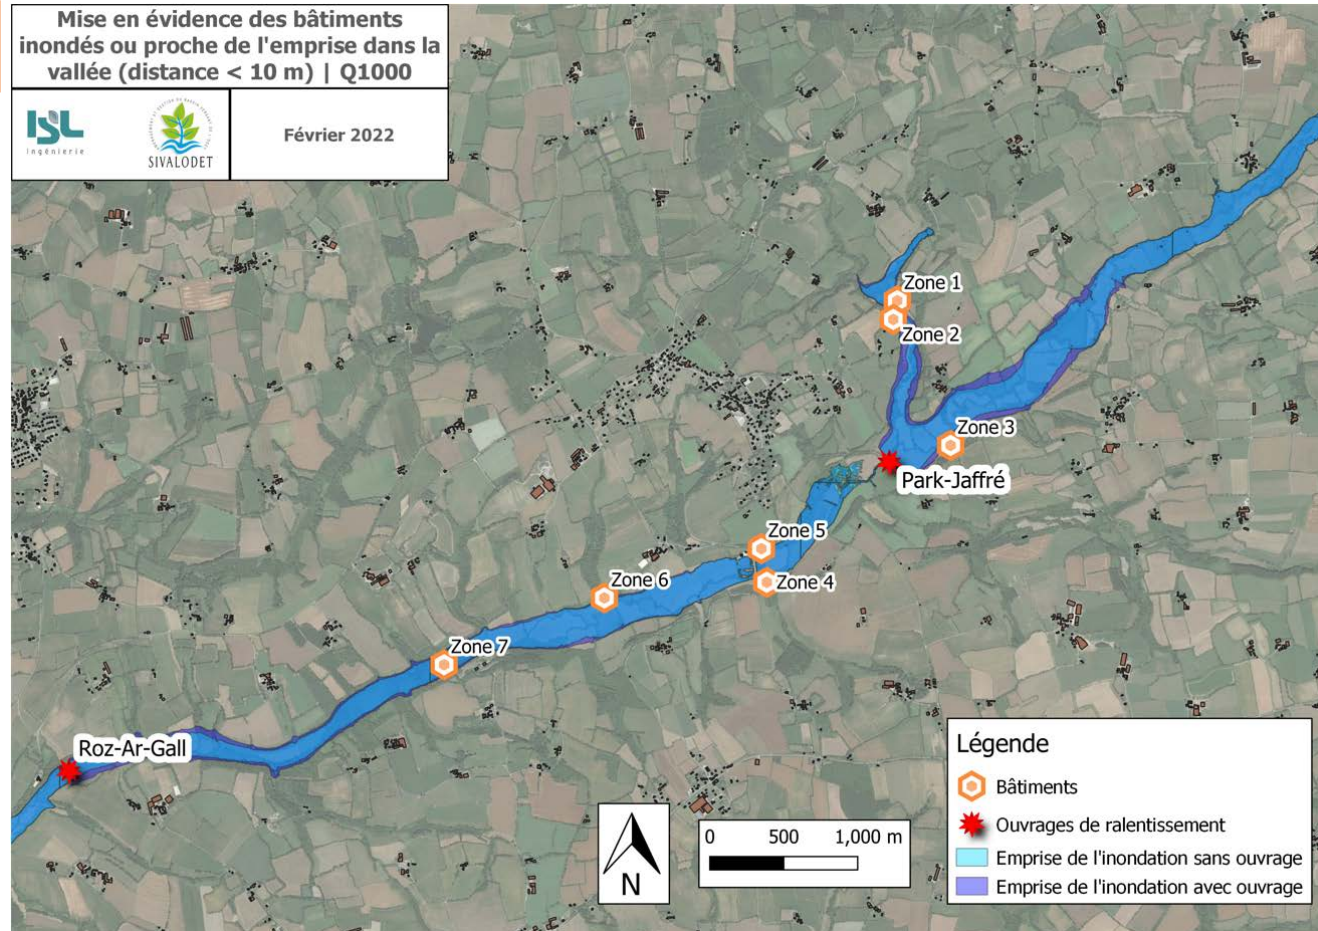 Mise en évidence des bâtiments
inondés ou proche de l'emprise dans la
vallée (distance < 10 m) | Q1000
ISL
Ingénierie
SIVALODET
Février 2022
Zone 1
Zone 2
Zone 3
Park-Jaffré
Zone 5
Zone 4
Zone 6
Zone 7
Roz-Ar-Gall
Légende
Bâtiments
Ouvrages de ralentissement
Emprise de l'inondation sans ouvrage
Emprise de l'inondation avec ouvrage
0 500 1,000 m
N